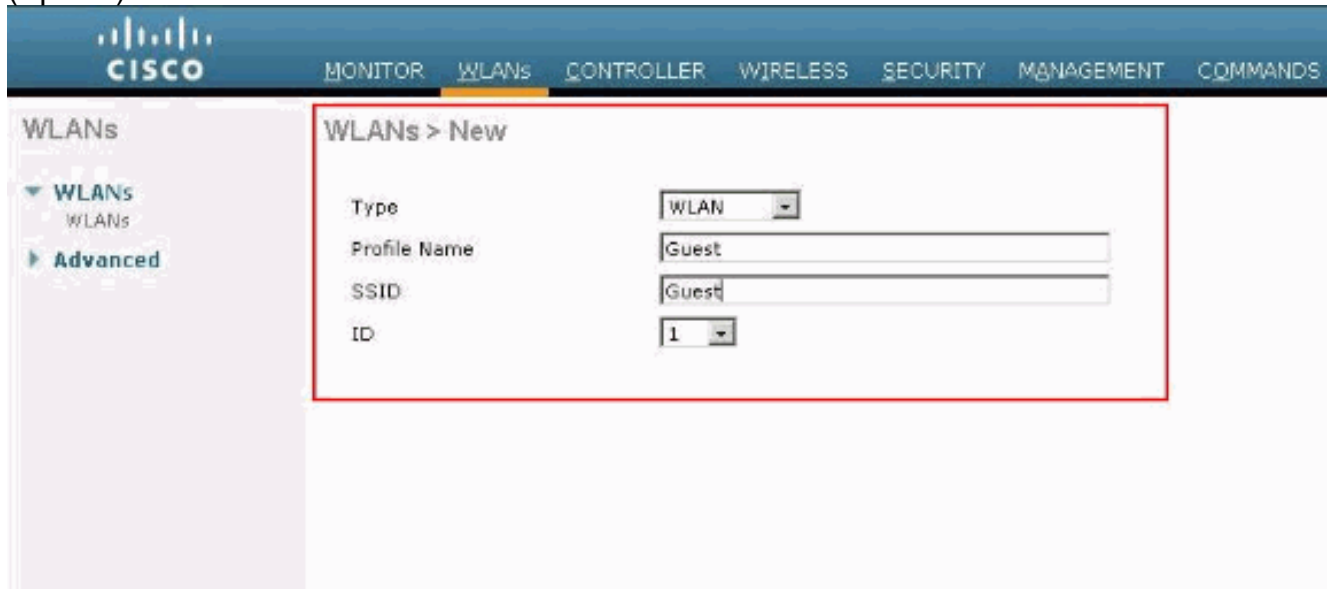 CISCO
MONITOR WLANs CONTROLLER WIRELESS SECURITY MANAGEMENT COMMANDS
WLANs
WLANs
WLANs
Advanced
WLANs > New
Type WLAN
Profile Name Guest
SSID Guest
ID 1